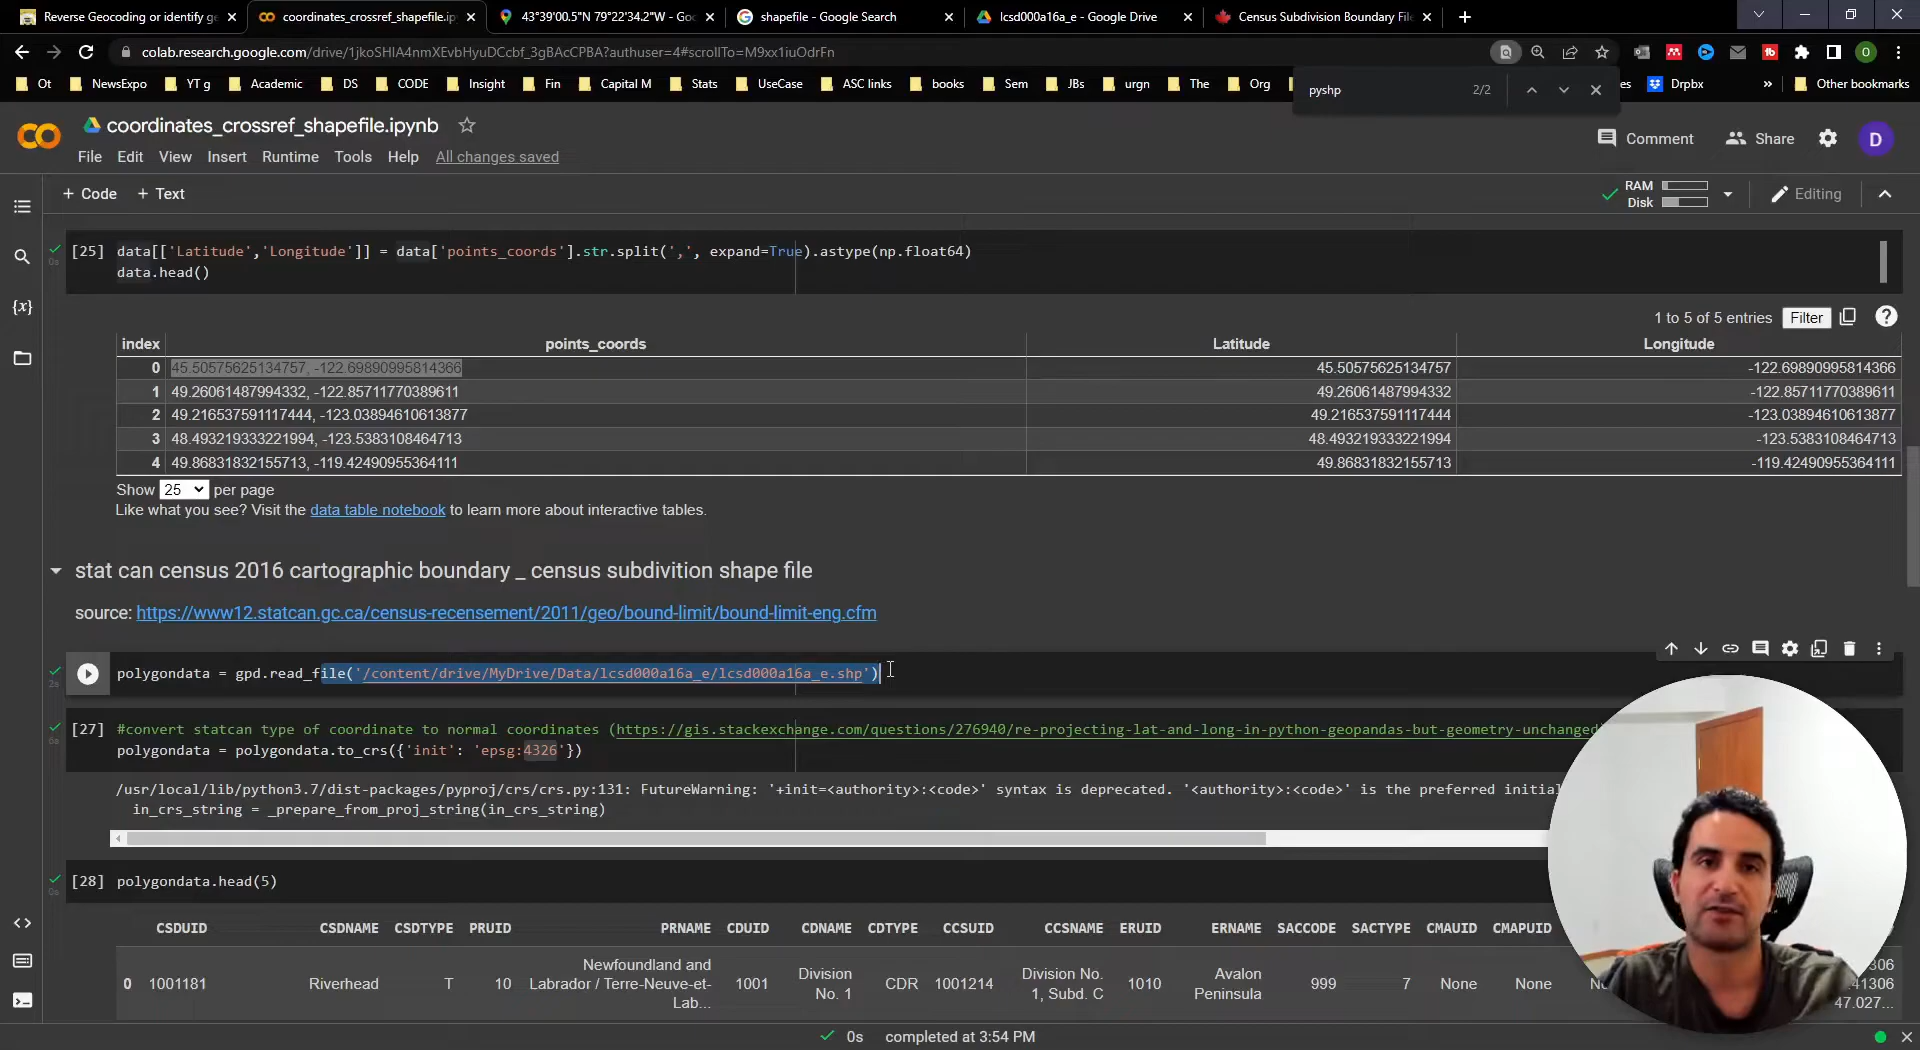 Reverse Geocoding or identify ge
coordinates_crossref_shapefile.ip
43°39'00.5"N 79°22'34.2"W - Go
shapefile - Google Search
lcsd000a16a_e - Google Drive
Census Subdivision Boundary File
colab.research.google.com/drive/1jkoSHIA4nmXEvbHyuDCcbf_3gBAcCPBA?authuser=4#scrollTo=M9xx1iuOdrFn
Ot NewsExpo YT g Academic DS CODE Insight Fin Capital M Stats UseCase ASC links books Sem JBs urgn The Org Drpbx » Other bookmarks
pyshp 2/2
coordinates_crossref_shapefile.ipynb
Comment Share D
File Edit View Insert Runtime Tools Help All changes saved
+ Code + Text
RAM
Disk
Editing
[25] data[['Latitude','Longitude']] = data['points_coords'].str.split(',', expand=True).astype(np.float64)
data.head()
1 to 5 of 5 entries Filter
index points_coords Latitude Longitude
0 45.50575625134757, -122.69890995814366 45.50575625134757 -122.69890995814366
1 49.26061487994332, -122.85711770389611 49.26061487994332 -122.85711770389611
2 49.216537591117444, -123.03894610613877 49.216537591117444 -123.03894610613877
3 48.493219333221994, -123.5383108464713 48.493219333221994 -123.5383108464713
4 49.86831832155713, -119.42490955364111 49.86831832155713 -119.42490955364111
Show 25 per page
Like what you see? Visit the data table notebook to learn more about interactive tables.
stat can census 2016 cartographic boundary _ census subdivition shape file
source: https://www12.statcan.gc.ca/census-recensement/2011/geo/bound-limit/bound-limit-eng.cfm
polygondata = gpd.read_file('/content/drive/MyDrive/Data/lcsd000a16a_e/lcsd000a16a_e.shp')
[27] #convert statcan type of coordinate to normal coordinates (https://gis.stackexchange.com/questions/276940/re-projecting-lat-and-long-in-python-geopandas-but-geometry-unchanged
polygondata = polygondata.to_crs({'init': 'epsg:4326'})
/usr/local/lib/python3.7/dist-packages/pyproj/crs/crs.py:131: FutureWarning: '+init=<authority>:<code>' syntax is deprecated. '<authority>:<code>' is the preferred initial
in_crs_string = _prepare_from_proj_string(in_crs_string)
[28] polygondata.head(5)
CSDUID CSDNAME CSDTYPE PRUID PRNAME CDUID CDNAME CDTYPE CCSUID CCSNAME ERUID ERNAME SACCODE SACTYPE CMAUID CMAPUID
0 1001181 Riverhead T 10 Newfoundland and Labrador / Terre-Neuve-et-Lab... 1001 Division No. 1 CDR 1001214 Division No. 1, Subd. C 1010 Avalon Peninsula 999 7 None None
47.027...
0s completed at 3:54 PM